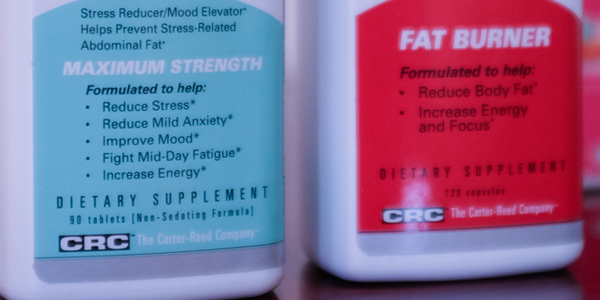 Stress Reducer/Mood Elevator*
Helps Prevent Stress-Related
Abdominal Fat*
MAXIMUM STRENGTH
Formulated to help:
• Reduce Stress*
• Reduce Mild Anxiety*
• Improve Mood*
• Fight Mid-Day Fatigue*
• Increase Energy*
DIETARY SUPPLEMENT
90 tablets [Non-Sedating Formula]
CRC™ The Carter-Reed Company™
FAT BURNER
Formulated to help:
• Reduce Body Fat*
• Increase Energy
and Focus*
DIETARY SUPPLEMENT
120 capsules
CRC The Carter-Reed Company™